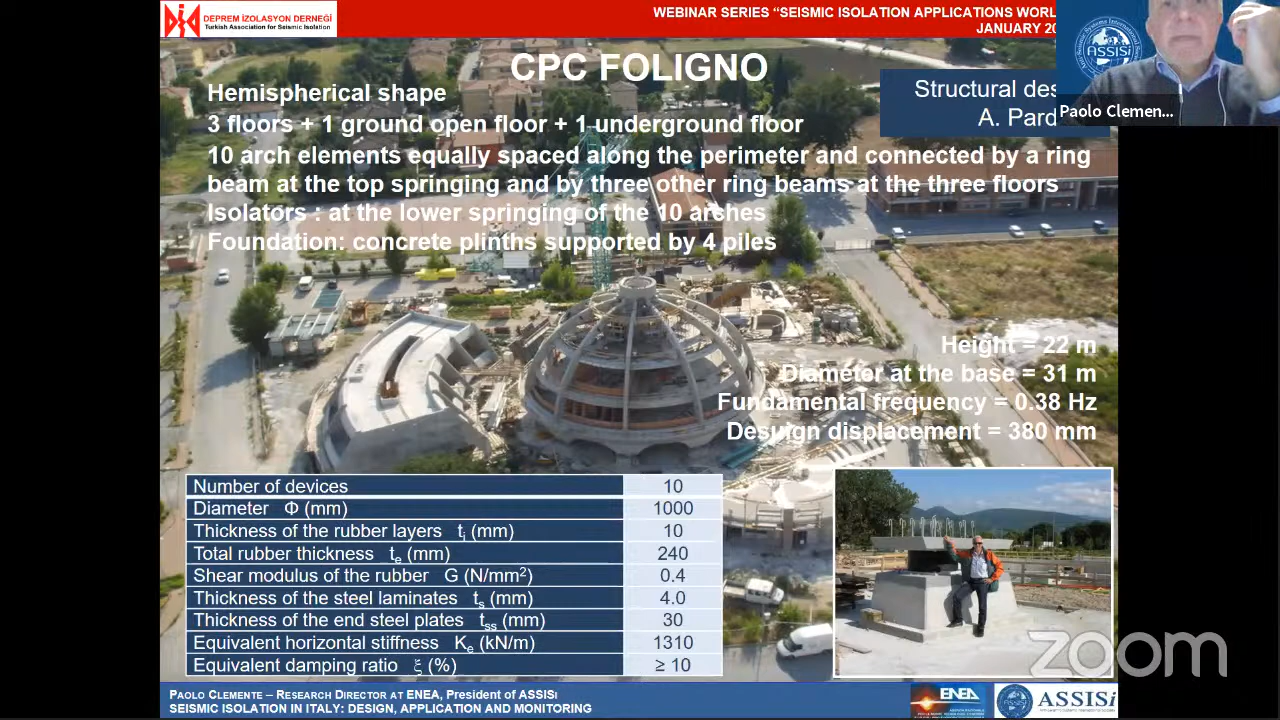 DEPREM İZOLASYON DERNEĞİ
Turkish Association for Seismic Isolation
WEBINAR SERIES “SEISMIC ISOLATION APPLICATIONS
JANUARY
ASSISi
Paolo Clemen...
CPC FOLIGNO
Structural
A.
Hemispherical shape
3 floors + 1 ground open floor + 1 underground floor
10 arch elements equally spaced along the perimeter and connected by a ring
beam at the top springing and by three other ring beams at the three floors
Isolators : at the lower springing of the 10 arches
Foundation: concrete plinths supported by 4 piles
Height = 22 m
Diameter at the base = 31 m
Fundamental frequency = 0.38 Hz
Desuign displacement = 380 mm
Number of devices 10
Diameter Φ (mm) 1000
Thickness of the rubber layers ti (mm) 10
Total rubber thickness te (mm) 240
Shear modulus of the rubber G (N/mm²) 0.4
Thickness of the steel laminates ts (mm) 4.0
Thickness of the end steel plates tss (mm) 30
Equivalent horizontal stiffness Ke (kN/m) 1310
Equivalent damping ratio ξ (%) ≥ 10
zoom
PAOLO CLEMENTE – RESEARCH DIRECTOR AT ENEA, PRESIDENT OF ASSISi
SEISMIC ISOLATION IN ITALY: DESIGN, APPLICATION AND MONITORING
ENEA
ASSISi